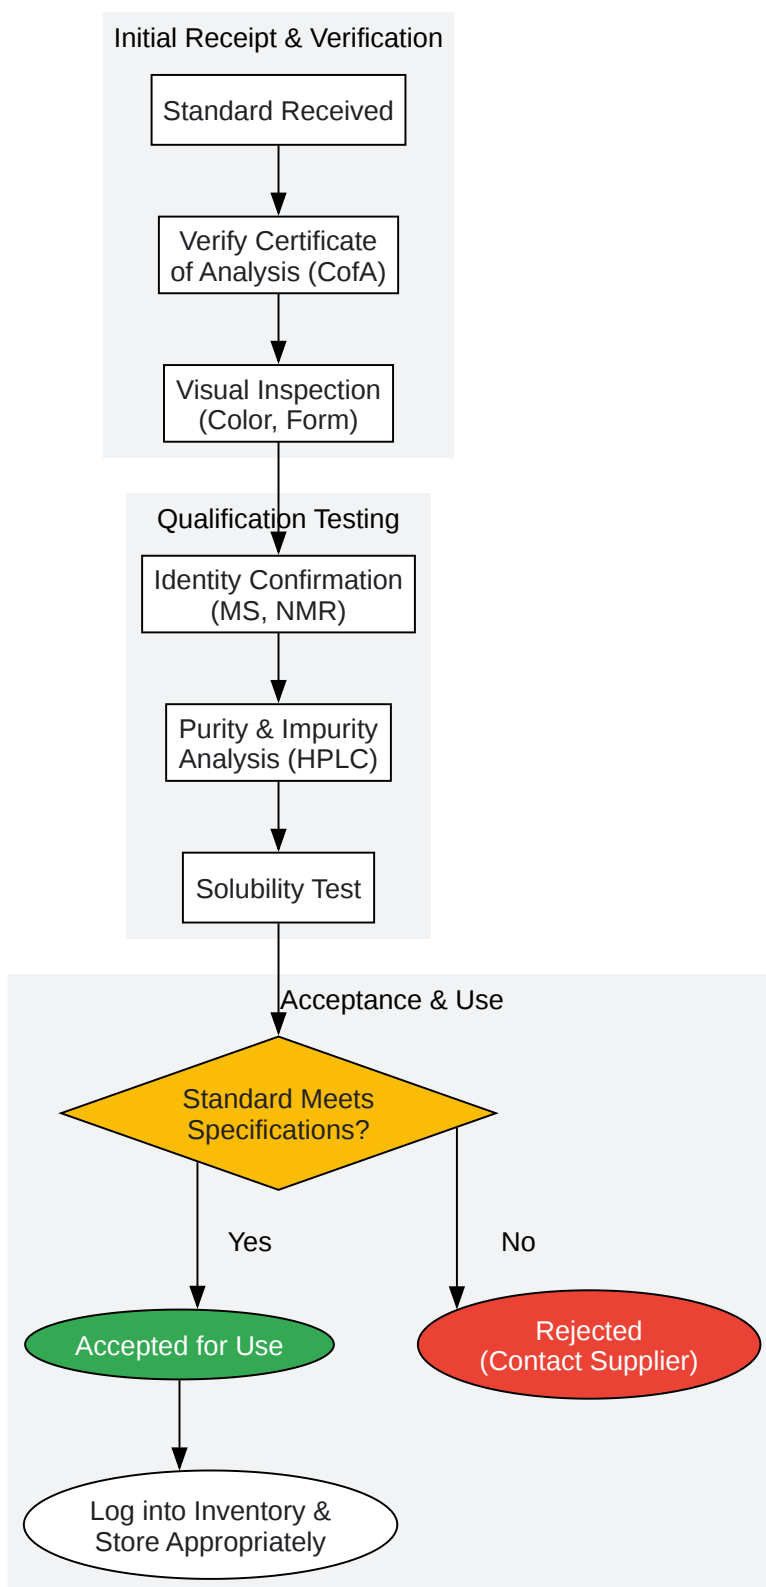 Initial Receipt & Verification
Standard Received
Verify Certificate
of Analysis (CofA)
Visual Inspection
(Color, Form)
Qualification Testing
Identity Confirmation
(MS, NMR)
Purity & Impurity
Analysis (HPLC)
Solubility Test
Acceptance & Use
Standard Meets
Specifications?
Yes
No
Accepted for Use
Rejected
(Contact Supplier)
Log into Inventory &
Store Appropriately